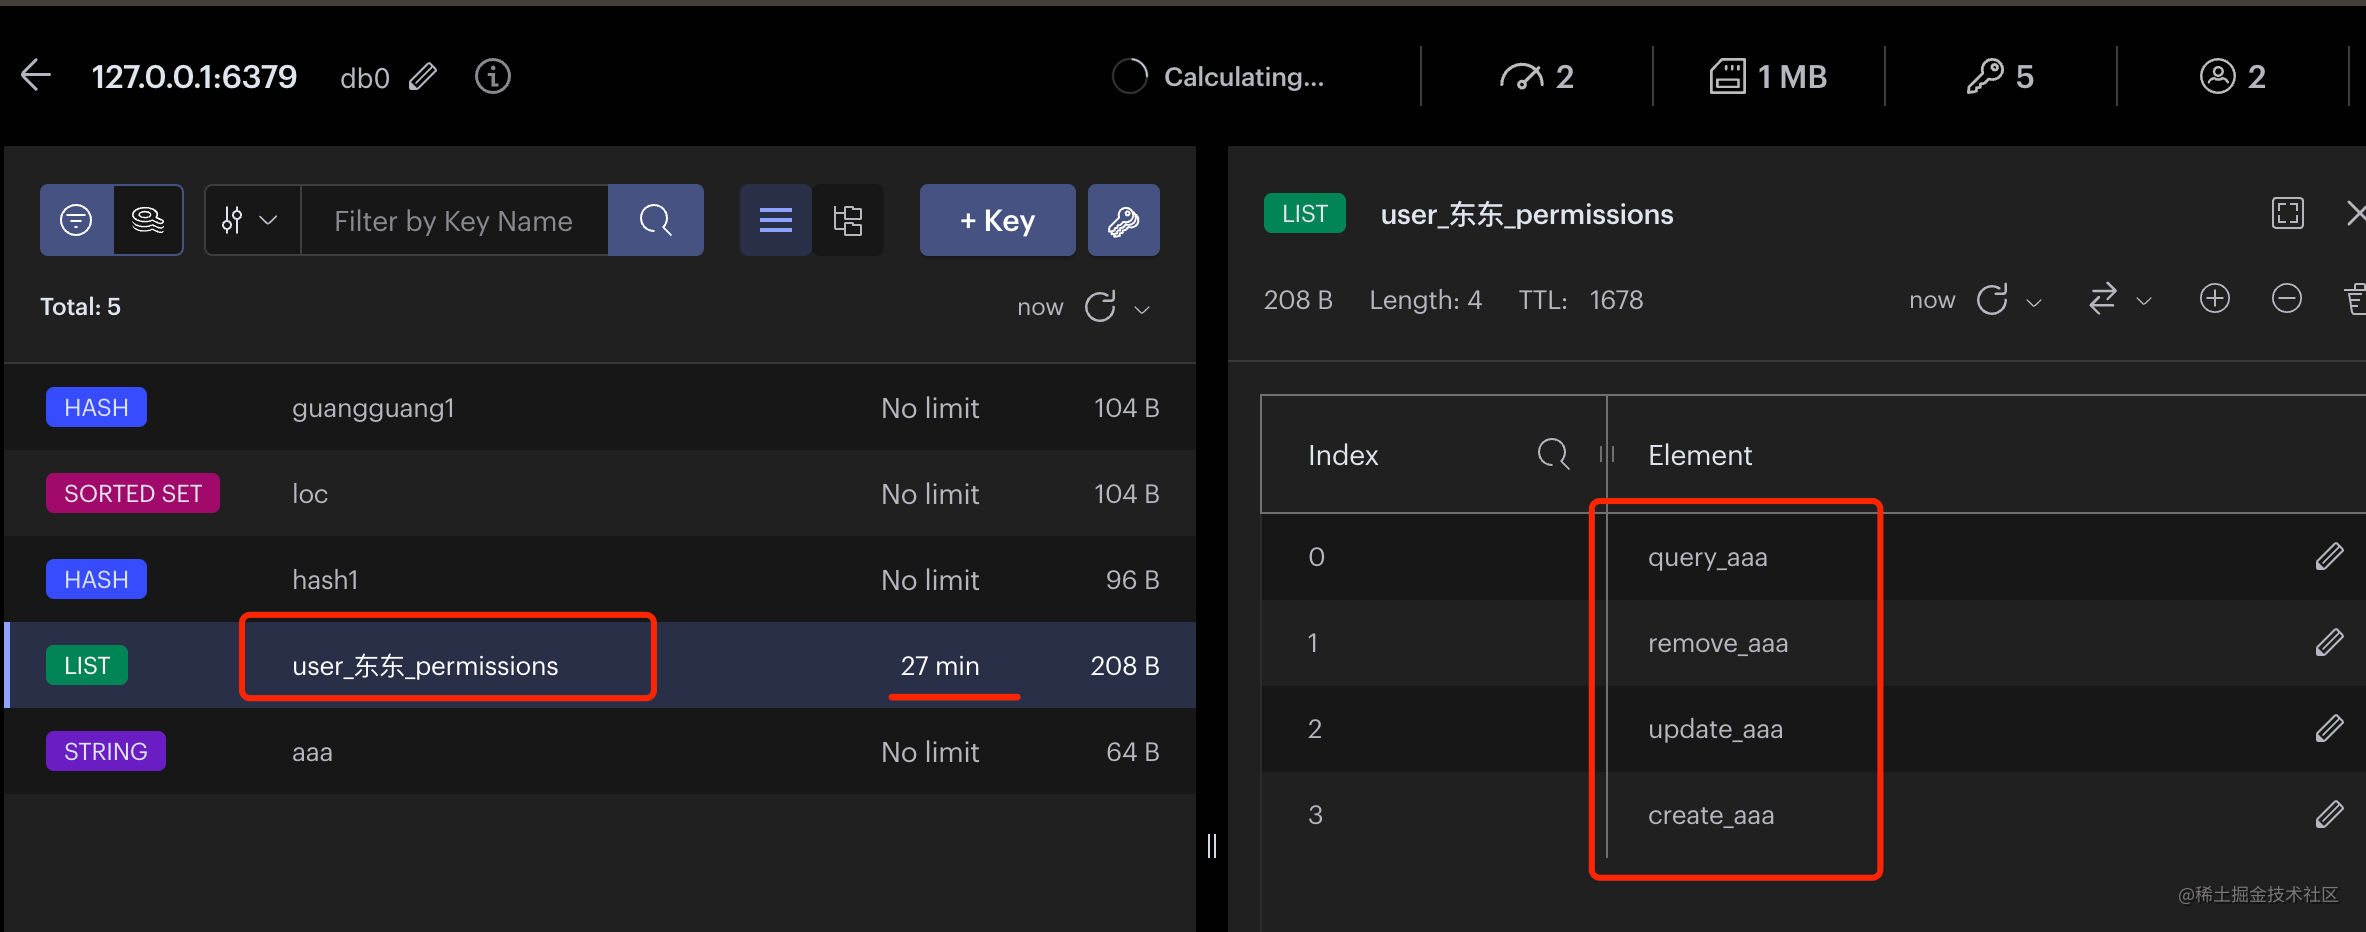 127.0.0.1:6379 db0 Calculating... 2 1 MB 5 2
Filter by Key Name + Key
Total: 5 now
HASH guangguang1 No limit 104 B
SORTED SET loc No limit 104 B
HASH hash1 No limit 96 B
LIST user_东东_permissions 27 min 208 B
STRING aaa No limit 64 B
LIST user_东东_permissions
208 B Length: 4 TTL: 1678 now
Index Element
0 query_aaa
1 remove_aaa
2 update_aaa
3 create_aaa
@稀土掘金技术社区